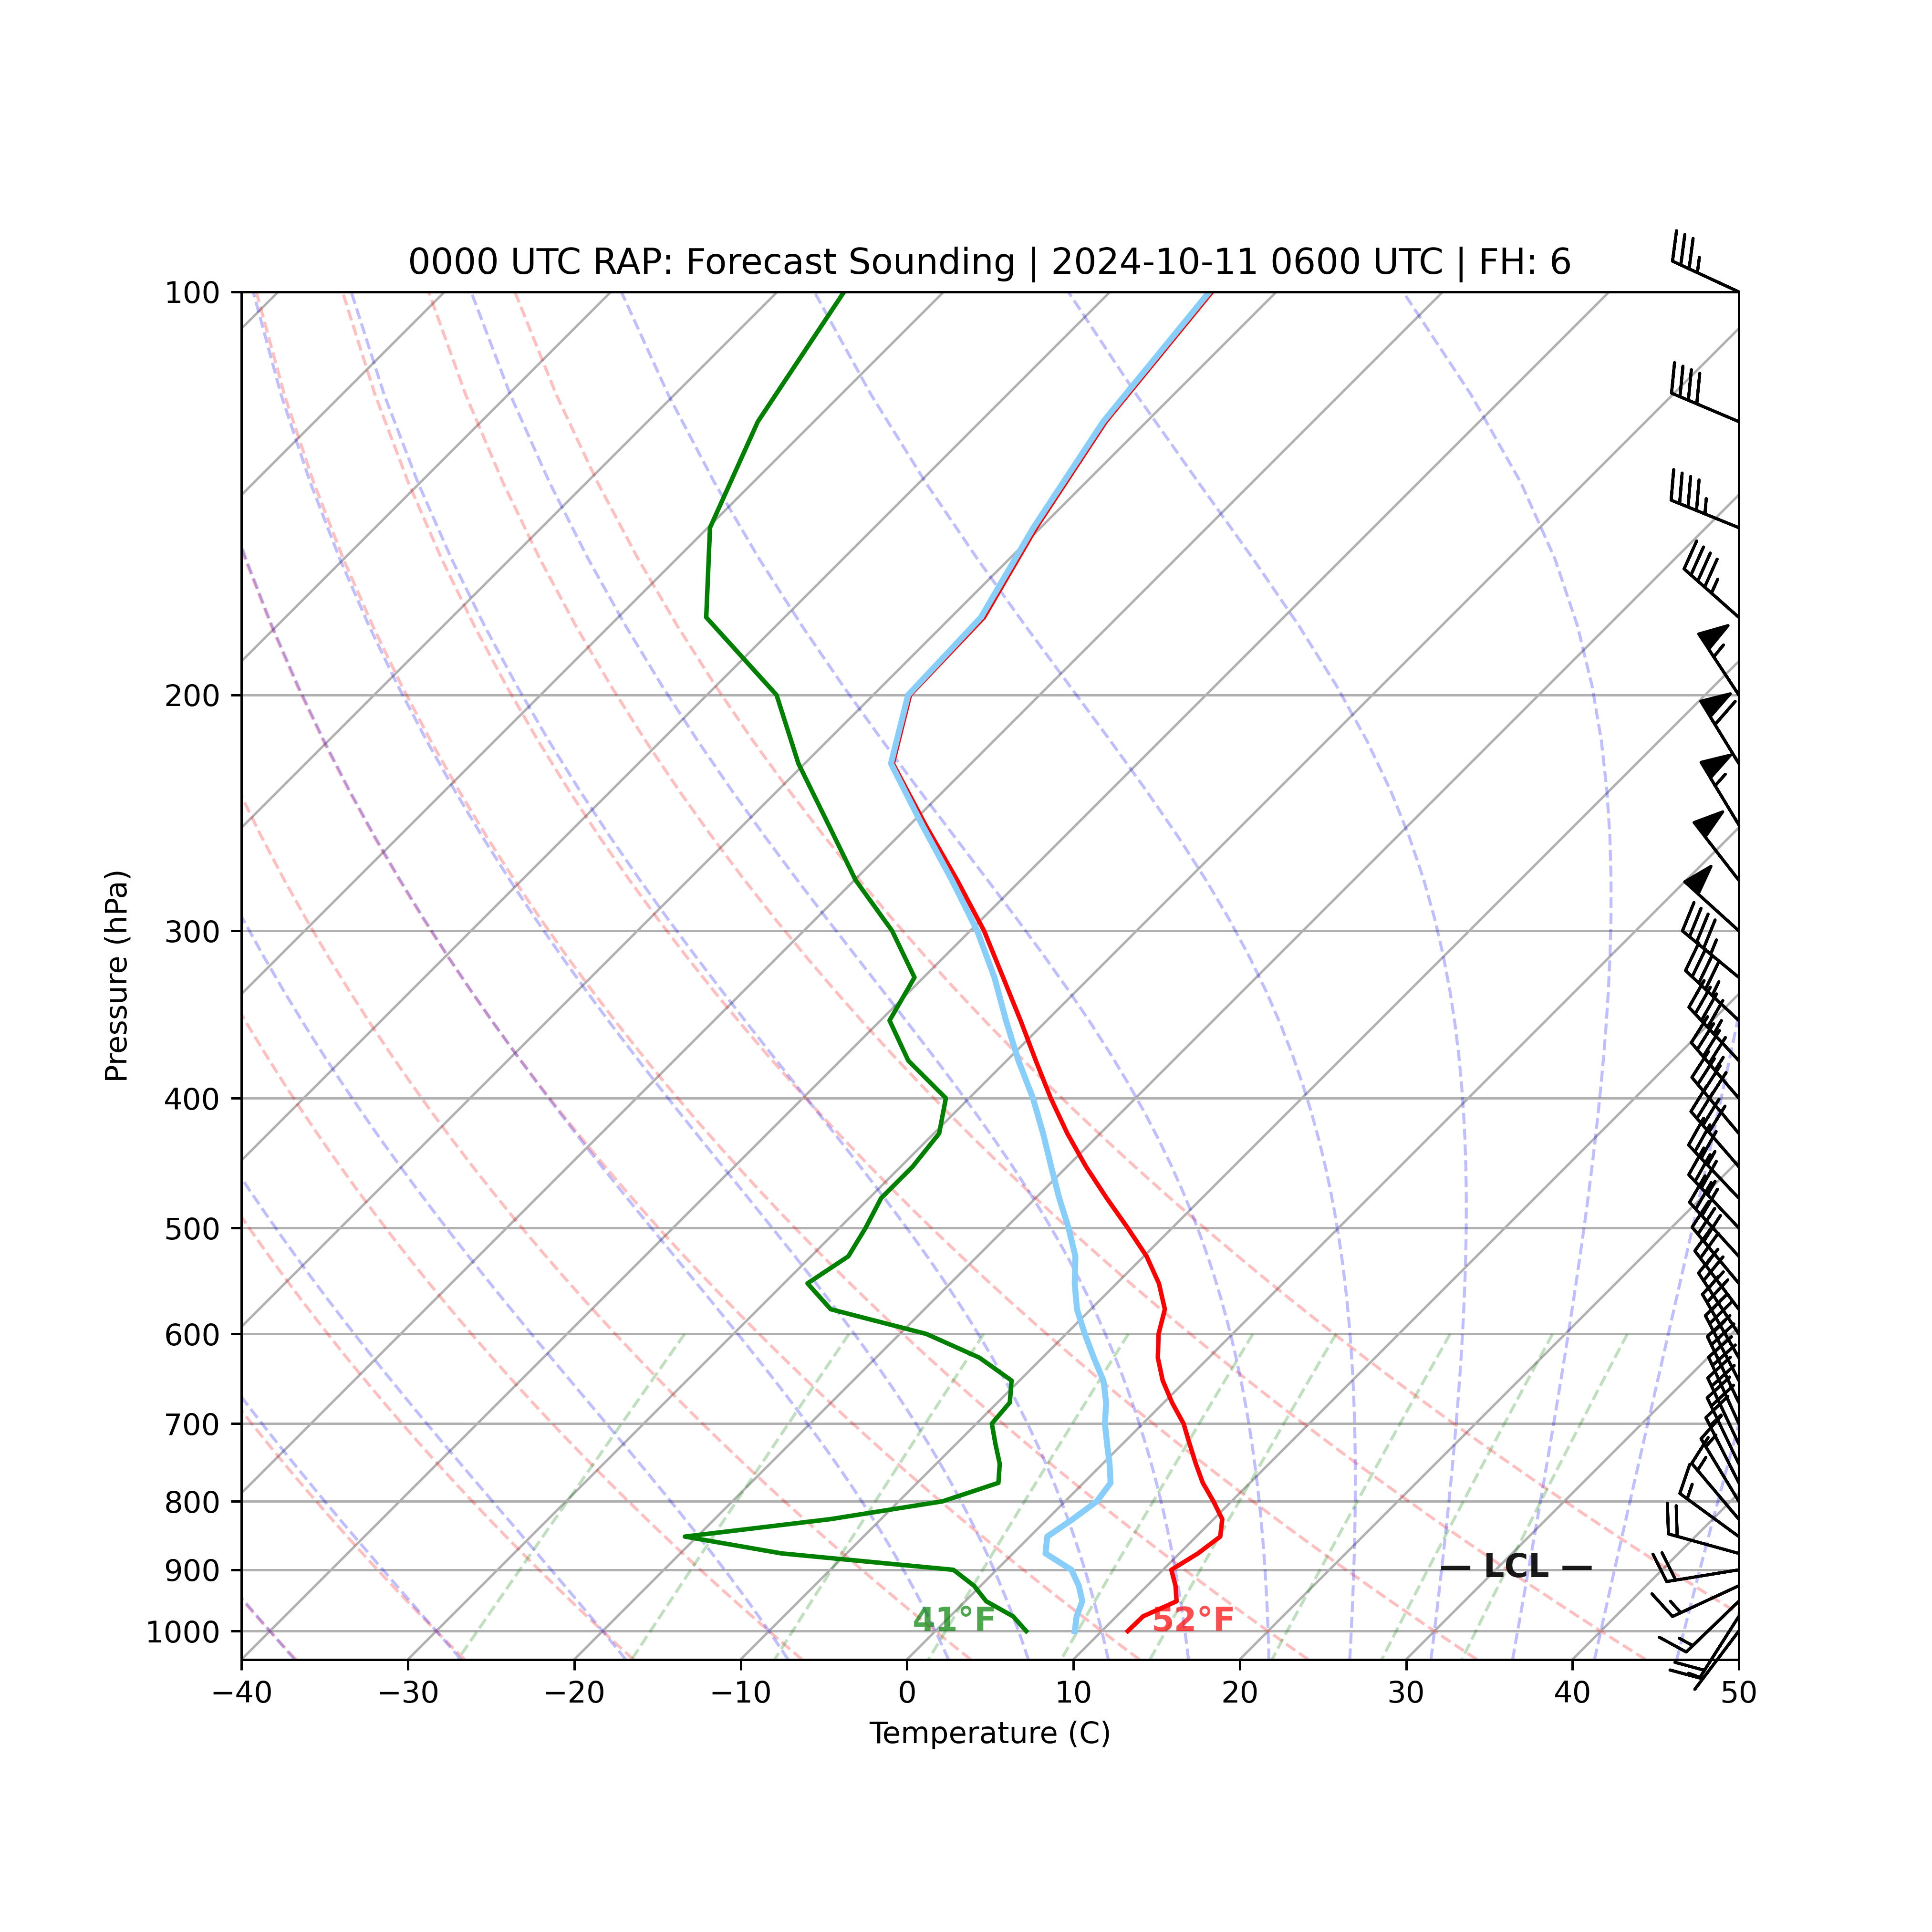 0000 UTC RAP: Forecast Sounding | 2024-10-11 0600 UTC | FH: 6
100
200
300
400
500
600
700
800
900
1000
Pressure (hPa)
— LCL —
41°F
52°F
−40 −30 −20 −10 0 10 20 30 40 50
Temperature (C)